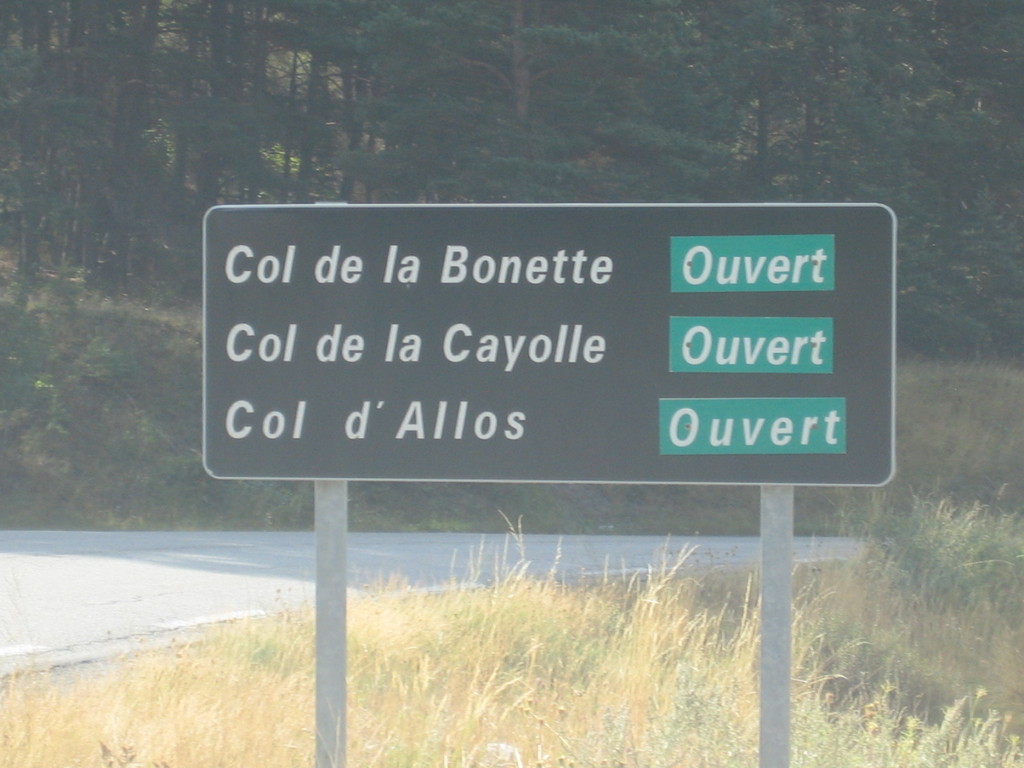 Col de la Bonette Ouvert
Col de la Cayolle Ouvert
Col d'Allos Ouvert